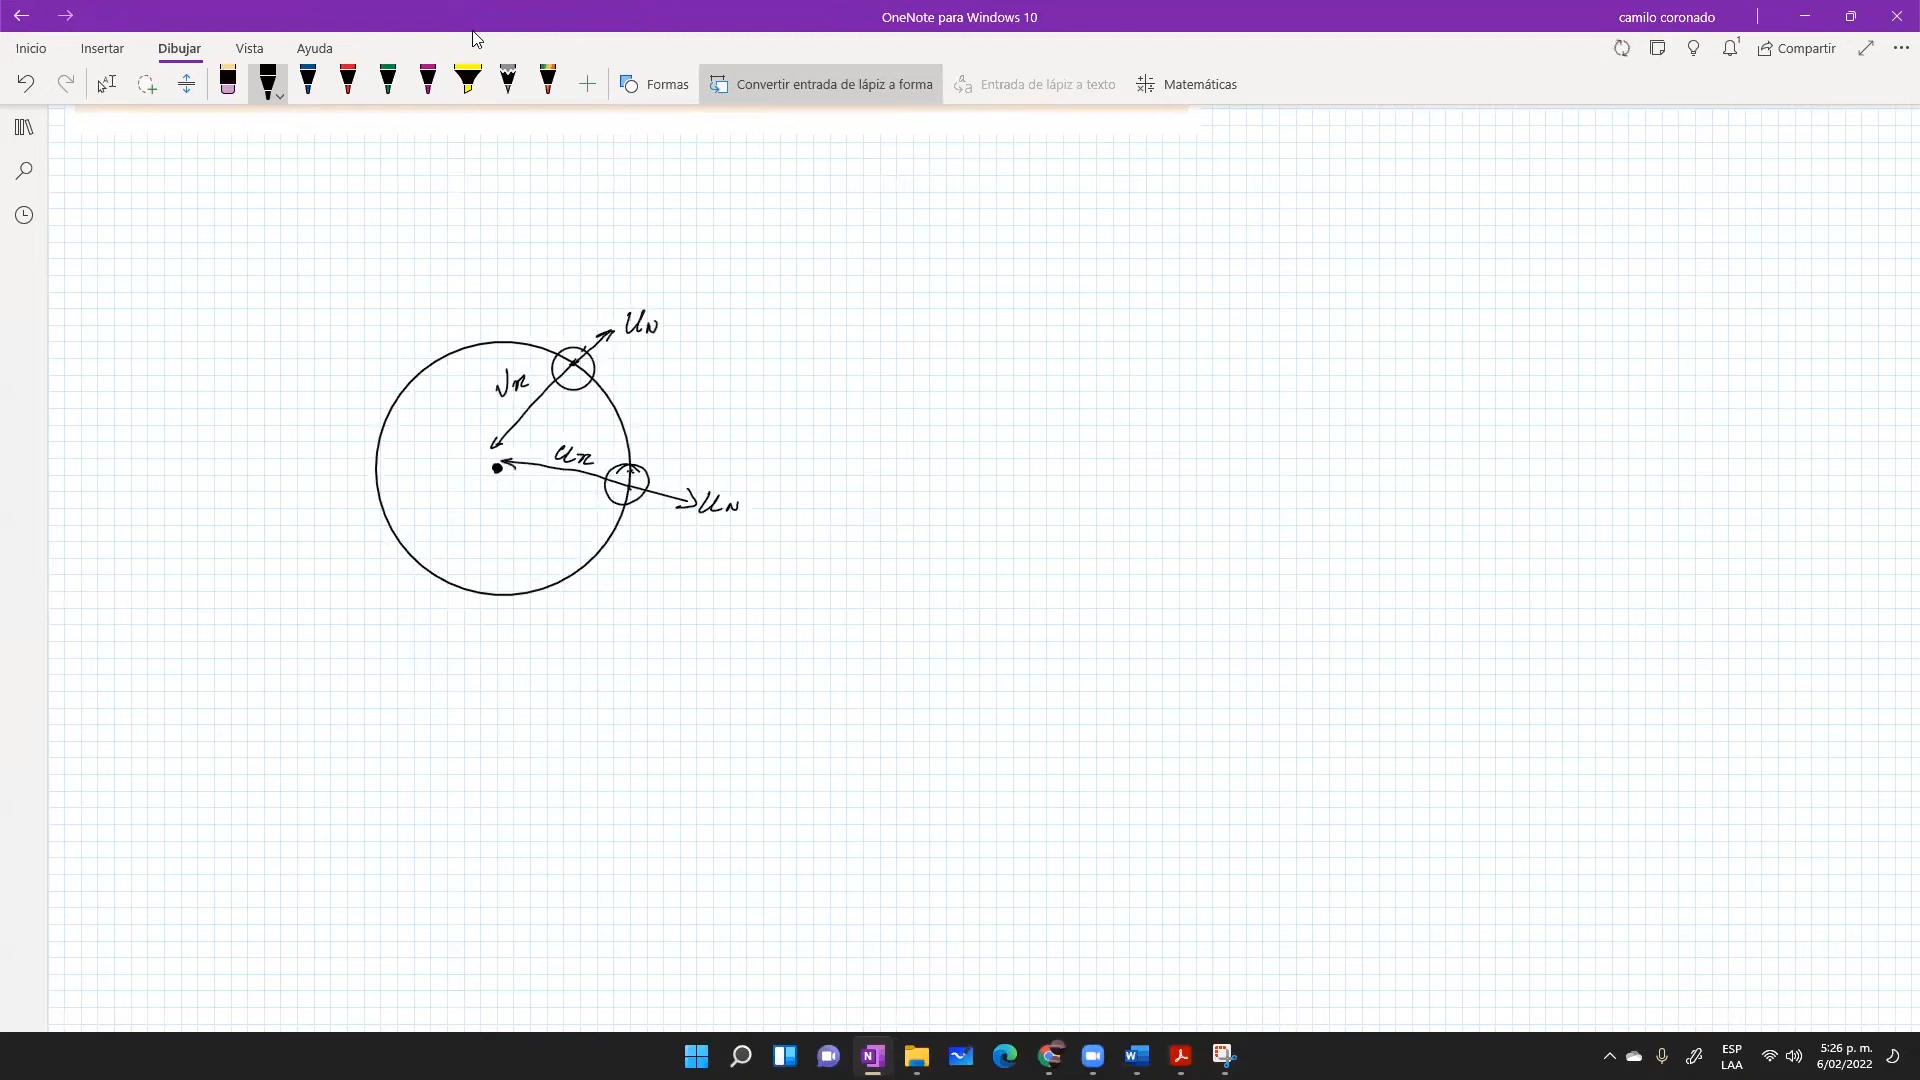 OneNote para Windows 10
camilo coronado
Inicio Insertar Dibujar Vista Ayuda
1
Compartir
Formas
Convertir entrada de lápiz a forma
Entrada de lápiz a texto
Matemáticas
UN
UR
UN
ESP
LAA
5:26 p. m.
6/02/2022